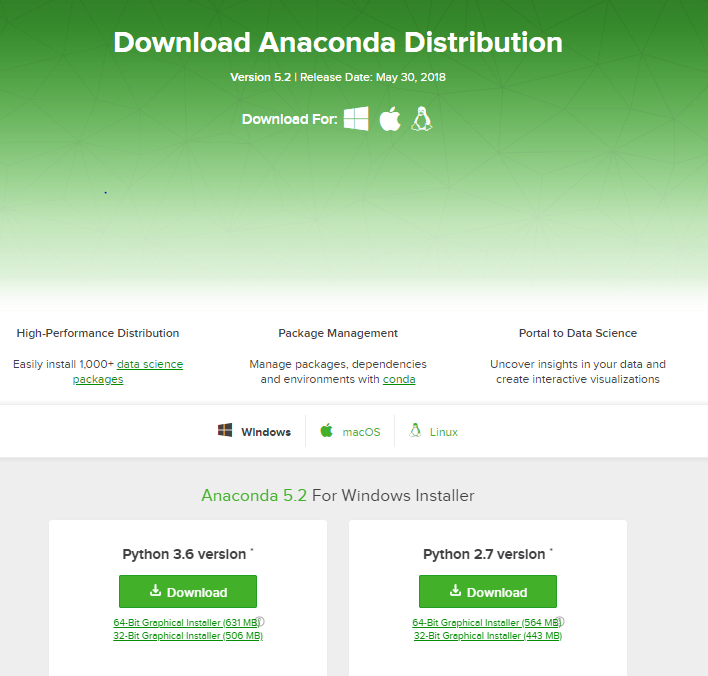 Download Anaconda Distribution
Version 5.2 | Release Date: May 30, 2018
Download For:
High-Performance Distribution
Easily install 1,000+ data science
packages
Package Management
Manage packages, dependencies
and environments with conda
Portal to Data Science
Uncover insights in your data and
create interactive visualizations
Windows
macOS
Linux
Anaconda 5.2 For Windows Installer
Python 3.6 version *
Download
64-Bit Graphical Installer (631 MB)
32-Bit Graphical Installer (506 MB)
Python 2.7 version *
Download
64-Bit Graphical Installer (564 MB)
32-Bit Graphical Installer (443 MB)